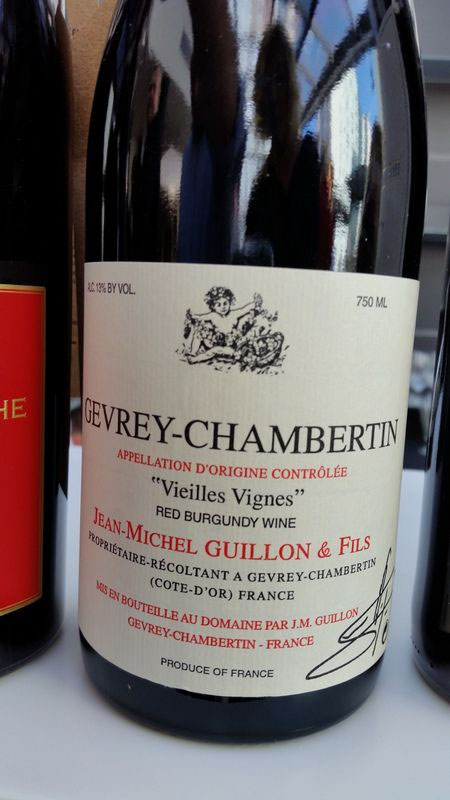 ALC. 13% BY VOL.
750 ML
GEVREY-CHAMBERTIN
APPELLATION D'ORIGINE CONTRÔLÉE
"Vieilles Vignes"
RED BURGUNDY WINE
JEAN-MICHEL GUILLON & FILS
PROPRIÉTAIRE-RÉCOLTANT A GEVREY-CHAMBERTIN
(COTE-D'OR) FRANCE
MIS EN BOUTEILLE AU DOMAINE PAR J.M. GUILLON
GEVREY-CHAMBERTIN - FRANCE
PRODUCE OF FRANCE
HE